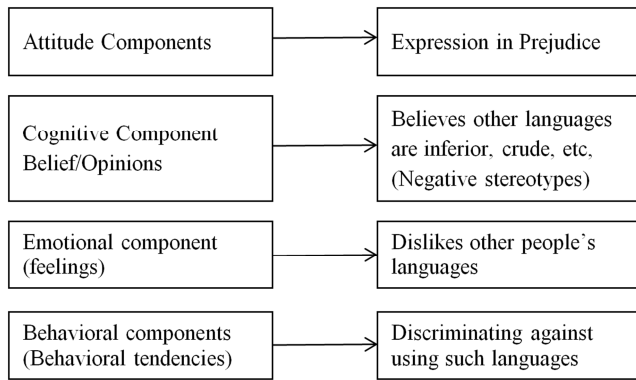 Attitude Components
Expression in Prejudice
Cognitive Component
Belief/Opinions
Believes other languages
are inferior, crude, etc,
(Negative stereotypes)
Emotional component
(feelings)
Dislikes other people's
languages
Behavioral components
(Behavioral tendencies)
Discriminating against
using such languages